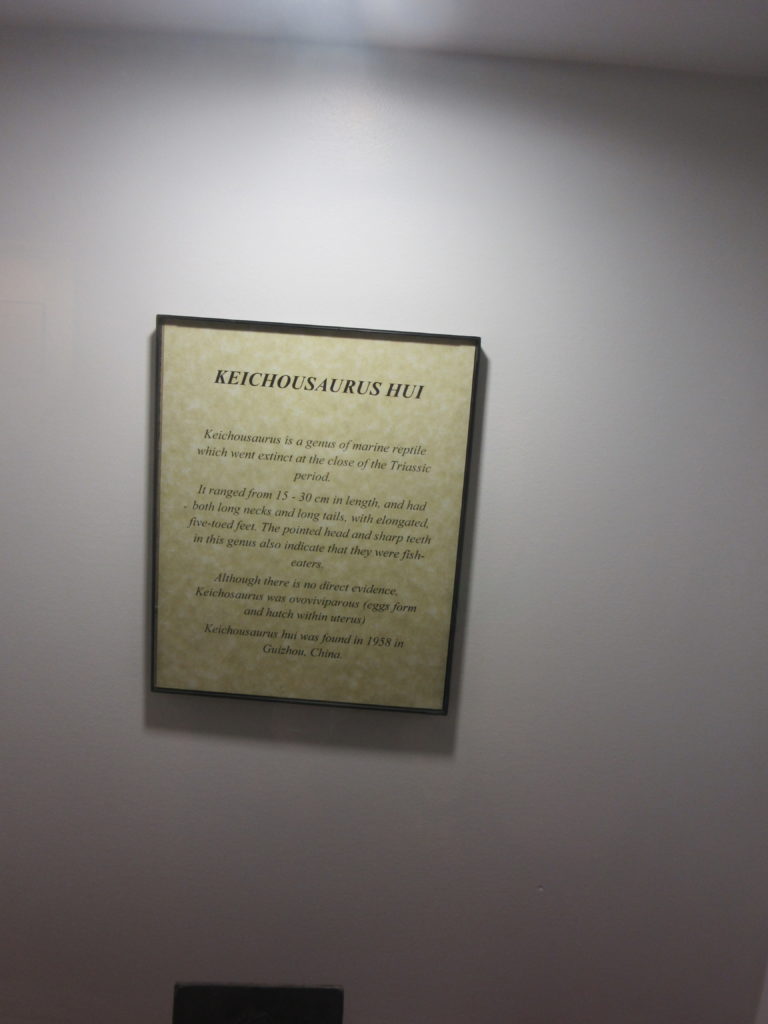 KEICHOUSAURUS HUI
Keichousaurus is a genus of marine reptile
which went extinct at the close of the Triassic
period.
It ranged from 15 - 30 cm in length, and had
both long necks and long tails, with elongated,
five-toed feet. The pointed head and sharp teeth
in this genus also indicate that they were fish-
eaters.
Although there is no direct evidence,
Keichosaurus was ovoviviparous (eggs form
and hatch within uterus)
Keichousaurus hui was found in 1958 in
Guizhou, China.